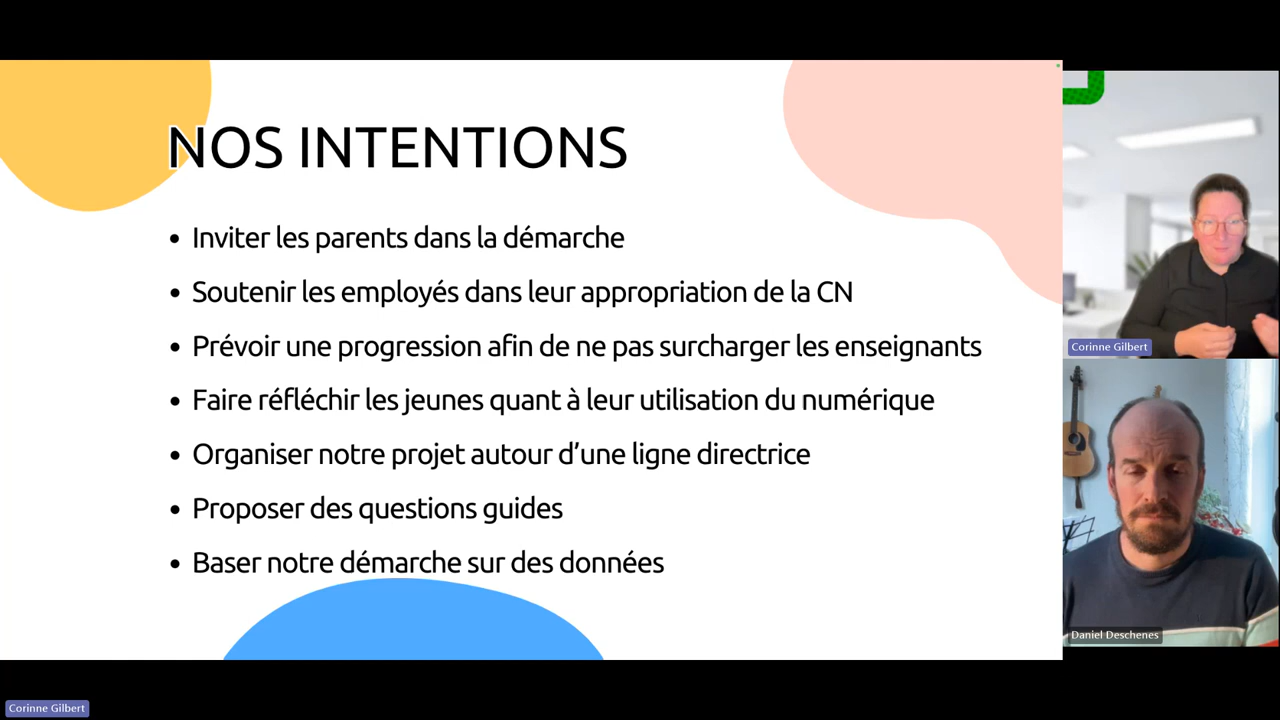 NOS INTENTIONS
• Inviter les parents dans la démarche
• Soutenir les employés dans leur appropriation de la CN
• Prévoir une progression afin de ne pas surcharger les enseignants
• Faire réfléchir les jeunes quant à leur utilisation du numérique
• Organiser notre projet autour d’une ligne directrice
• Proposer des questions guides
• Baser notre démarche sur des données
Corinne Gilbert
Daniel Deschenes
Corinne Gilbert